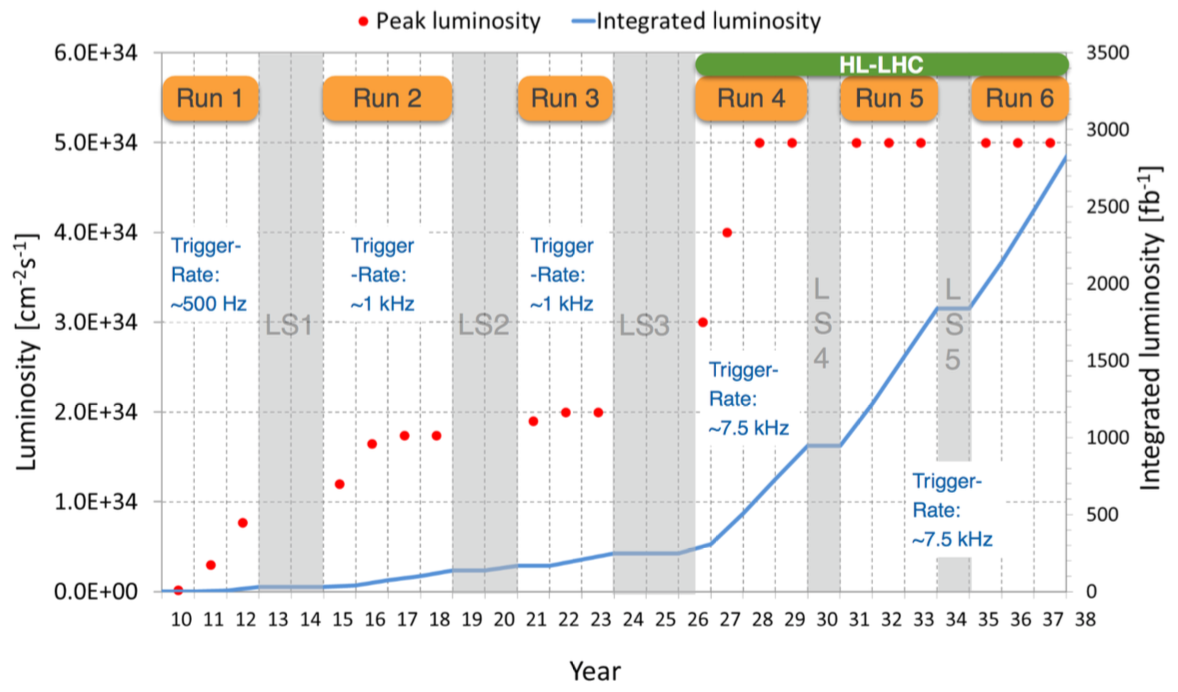 Peak luminosity
Integrated luminosity
6.0E+34
5.0E+34
4.0E+34
3.0E+34
2.0E+34
1.0E+34
0.0E+00
Luminosity [cm-2s-1]
HL-LHC
Run 1
Run 2
Run 3
Run 4
Run 5
Run 6
Trigger-
Rate:
~500 Hz
Trigger
-Rate:
~1 kHz
Trigger
-Rate:
~1 kHz
LS1
LS2
LS3
L
S
4
L
S
5
Trigger-
Rate:
~7.5 kHz
Trigger-
Rate:
~7.5 kHz
3500
3000
2500
2000
1500
1000
500
0
Integrated luminosity [fb-1]
10 11 12 13 14 15 16 17 18 19 20 21 22 23 24 25 26 27 28 29 30 31 32 33 34 35 36 37 38
Year